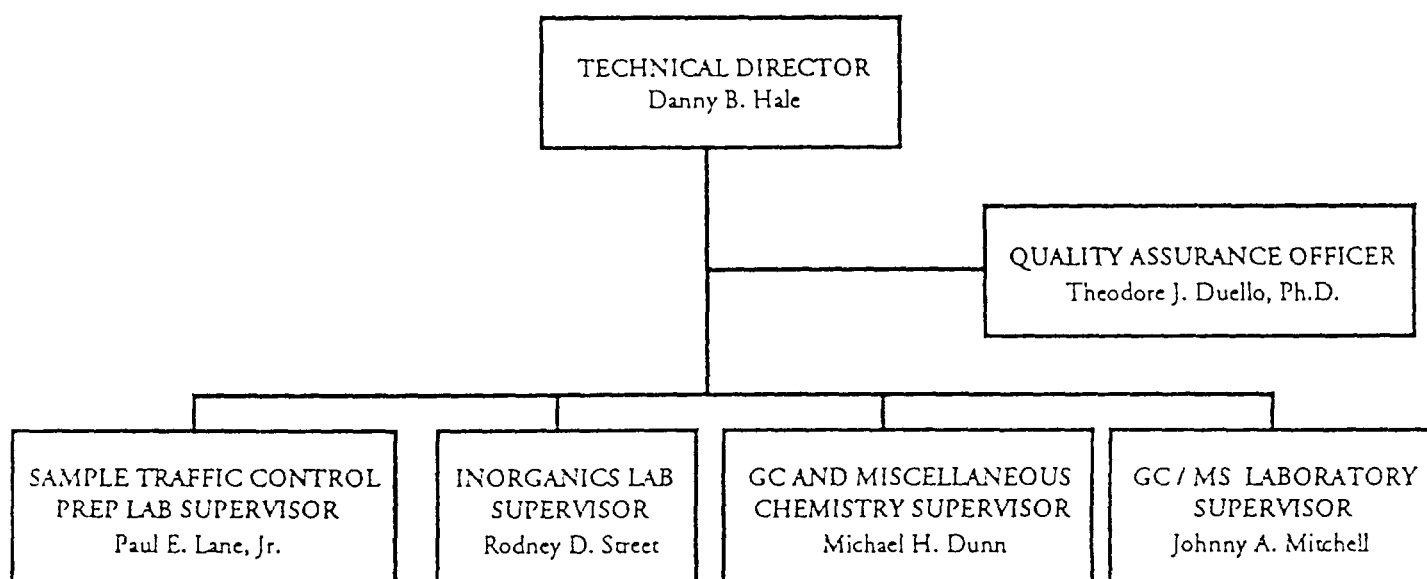 TECHNICAL DIRECTOR
Danny B. Hale
QUALITY ASSURANCE OFFICER
Theodore J. Duello, Ph.D.
SAMPLE TRAFFIC CONTROL
PREP LAB SUPERVISOR
Paul E. Lane, Jr.
INORGANICS LAB
SUPERVISOR
Rodney D. Street
GC AND MISCELLANEOUS
CHEMISTRY SUPERVISOR
Michael H. Dunn
GC / MS LABORATORY
SUPERVISOR
Johnny A. Mitchell